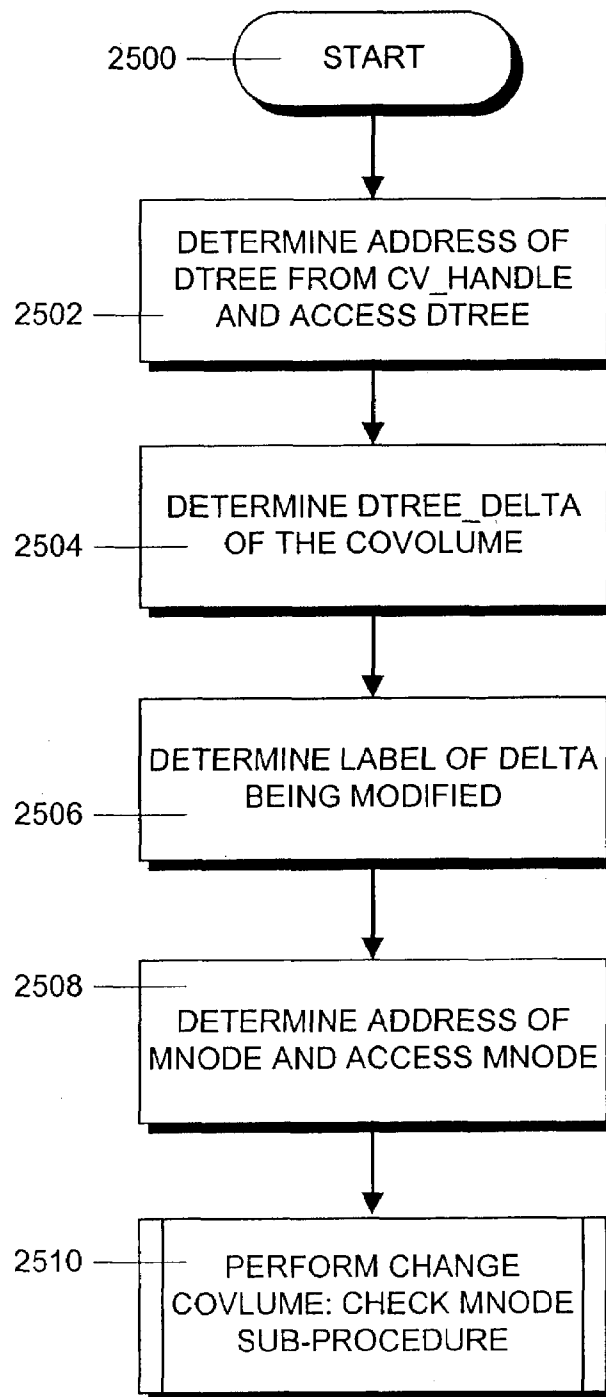 2500
START
2502
DETERMINE ADDRESS OF
DTREE FROM CV_HANDLE
AND ACCESS DTREE
2504
DETERMINE DTREE_DELTA
OF THE COVOLUME
2506
DETERMINE LABEL OF DELTA
BEING MODIFIED
2508
DETERMINE ADDRESS OF
MNODE AND ACCESS MNODE
2510
PERFORM CHANGE
COVLUME: CHECK MNODE
SUB-PROCEDURE